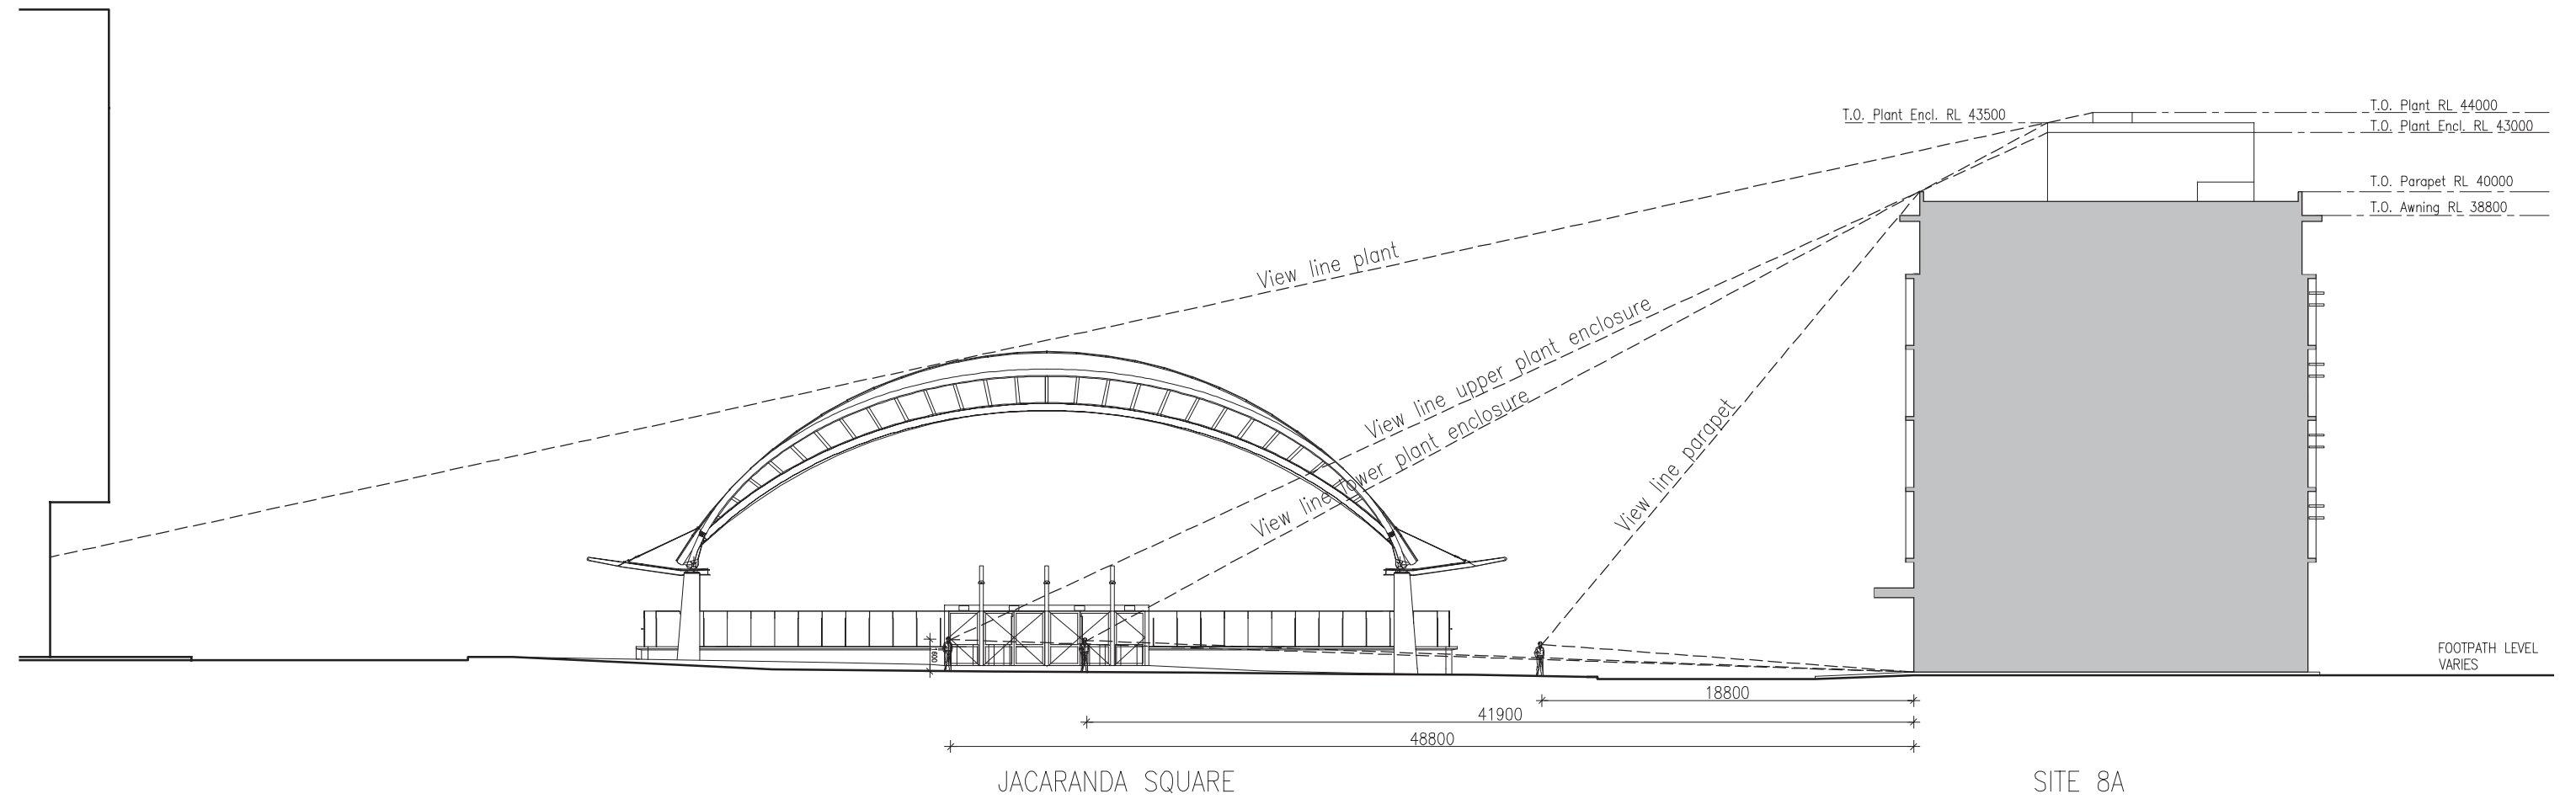 T.O. Plant RL 44000
T.O. Plant Encl. RL 43500
T.O. Plant Encl. RL 43000
T.O. Parapet RL 40000
T.O. Awning RL 38800
View line plant
View line upper plant enclosure
View line lower plant enclosure
View line parapet
1600
FOOTPATH LEVEL
VARIES
18800
41900
48800
JACARANDA SQUARE
SITE 8A